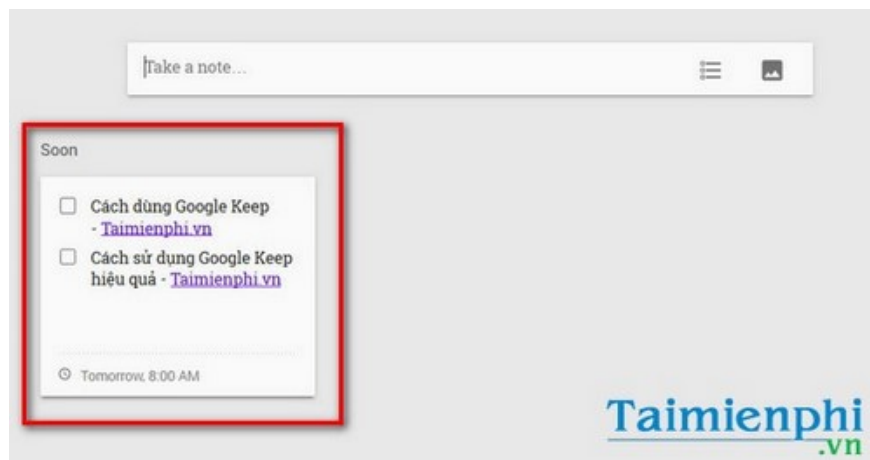 Take a note...
Soon
Cách dùng Google Keep
- Taimienphi.vn
Cách sử dụng Google Keep
hiệu quả - Taimienphi.vn
Tomorrow, 8:00 AM
Taimienphi
.vn